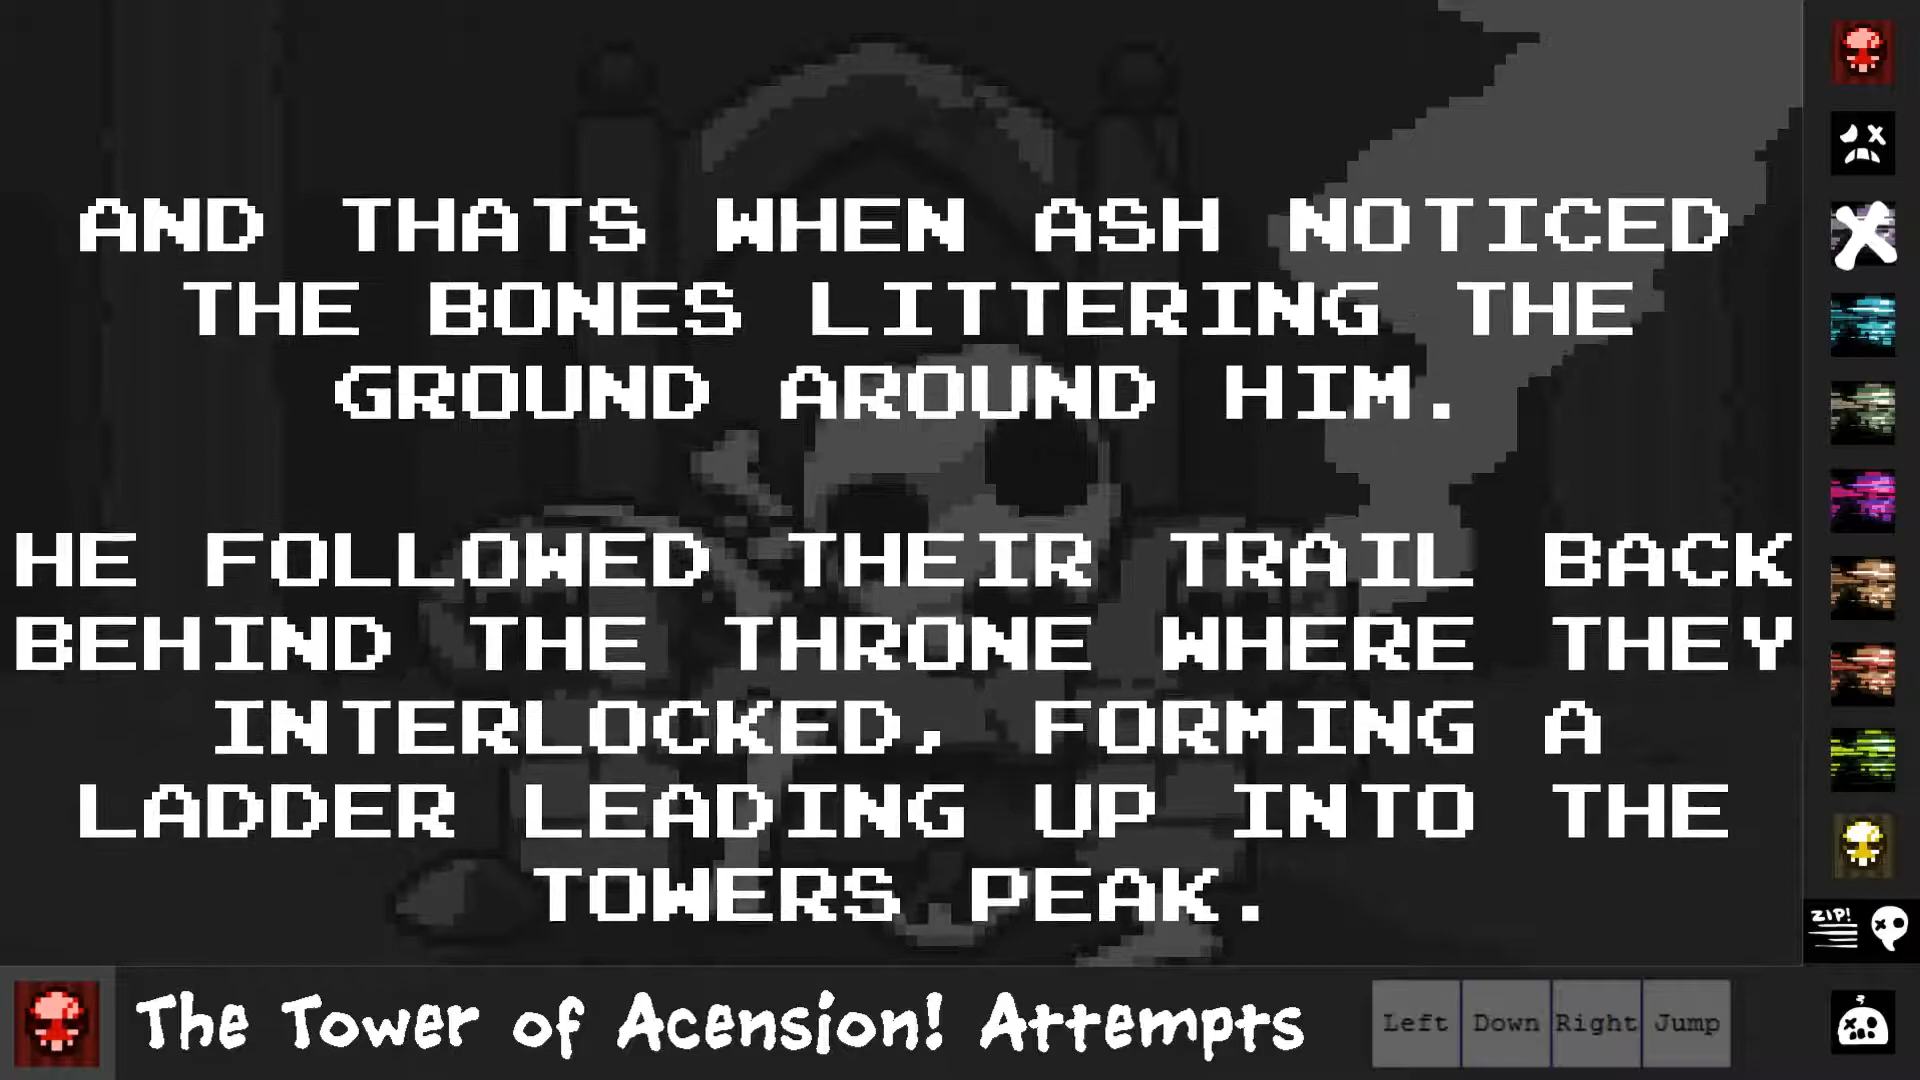 AND THATS WHEN ASH NOTICED
THE BONES LITTERING THE
GROUND AROUND HIM.
HE FOLLOWED THEIR TRAIL BACK
BEHIND THE THRONE WHERE THEY
INTERLOCKED, FORMING A
LADDER LEADING UP INTO THE
TOWERS PEAK.
ZIP!
The Tower of Acension! Attempts
Left Down Right Jump